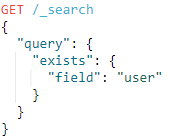 GET /_search
{
  "query": {
    "exists": {
      "field": "user"
    }
  }
}